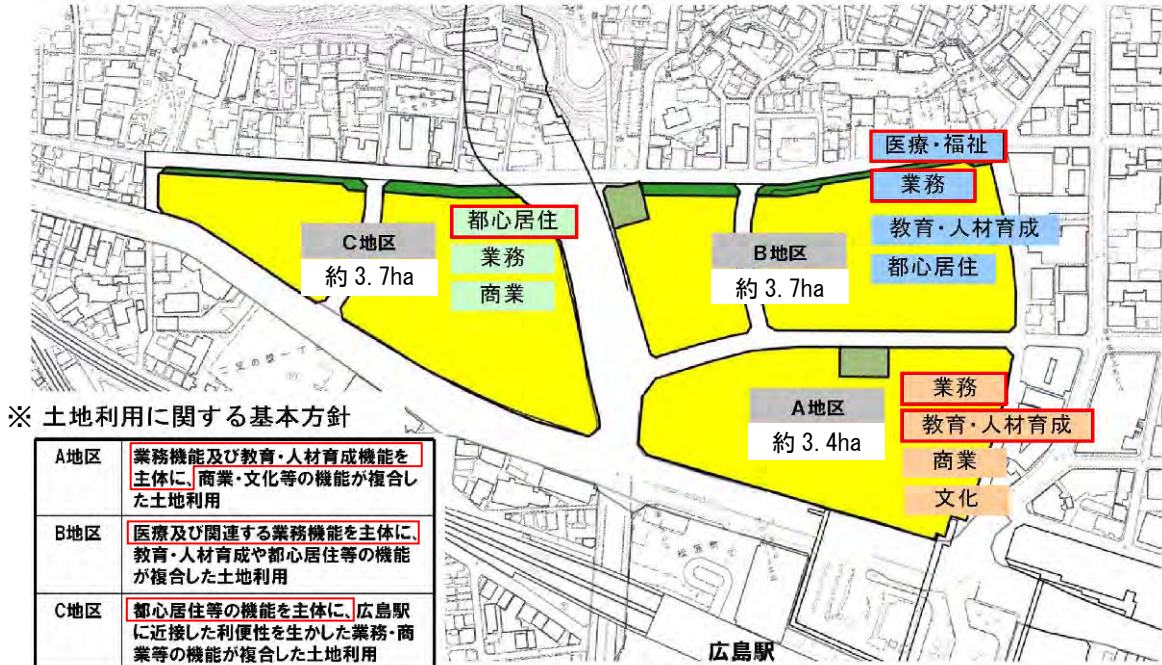 医療・福祉
業務
教育・人材育成
都心居住
都心居住
業務
商業
C地区
約3.7ha
B地区
約3.7ha
A地区
約3.4ha
業務
教育・人材育成
商業
文化
※ 土地利用に関する基本方針
A地区
業務機能及び教育・人材育成機能を
主体に、商業・文化等の機能が複合し
た土地利用
B地区
医療及び関連する業務機能を主体に、
教育・人材育成や都心居住等の機能
が複合した土地利用
C地区
都心居住等の機能を主体に、広島駅
に近接した利便性を生かした業務・商
業等の機能が複合した土地利用
広島駅